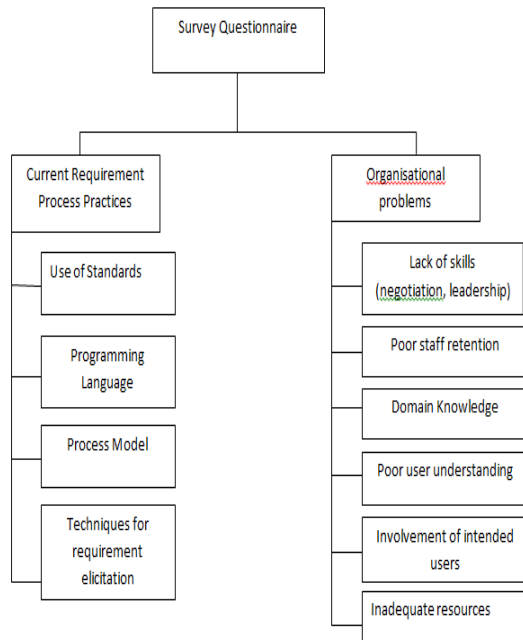 Survey Questionnaire
Current Requirement
Process Practices
Use of Standards
Programming
Language
Process Model
Techniques for
requirement
elicitation
Organisational
problems
Lack of skills
(negotiation, leadership)
Poor staff retention
Domain Knowledge
Poor user understanding
Involvement of intended
users
Inadequate resources